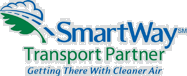 SmartWay℠
Transport Partner
Getting There With Cleaner Air